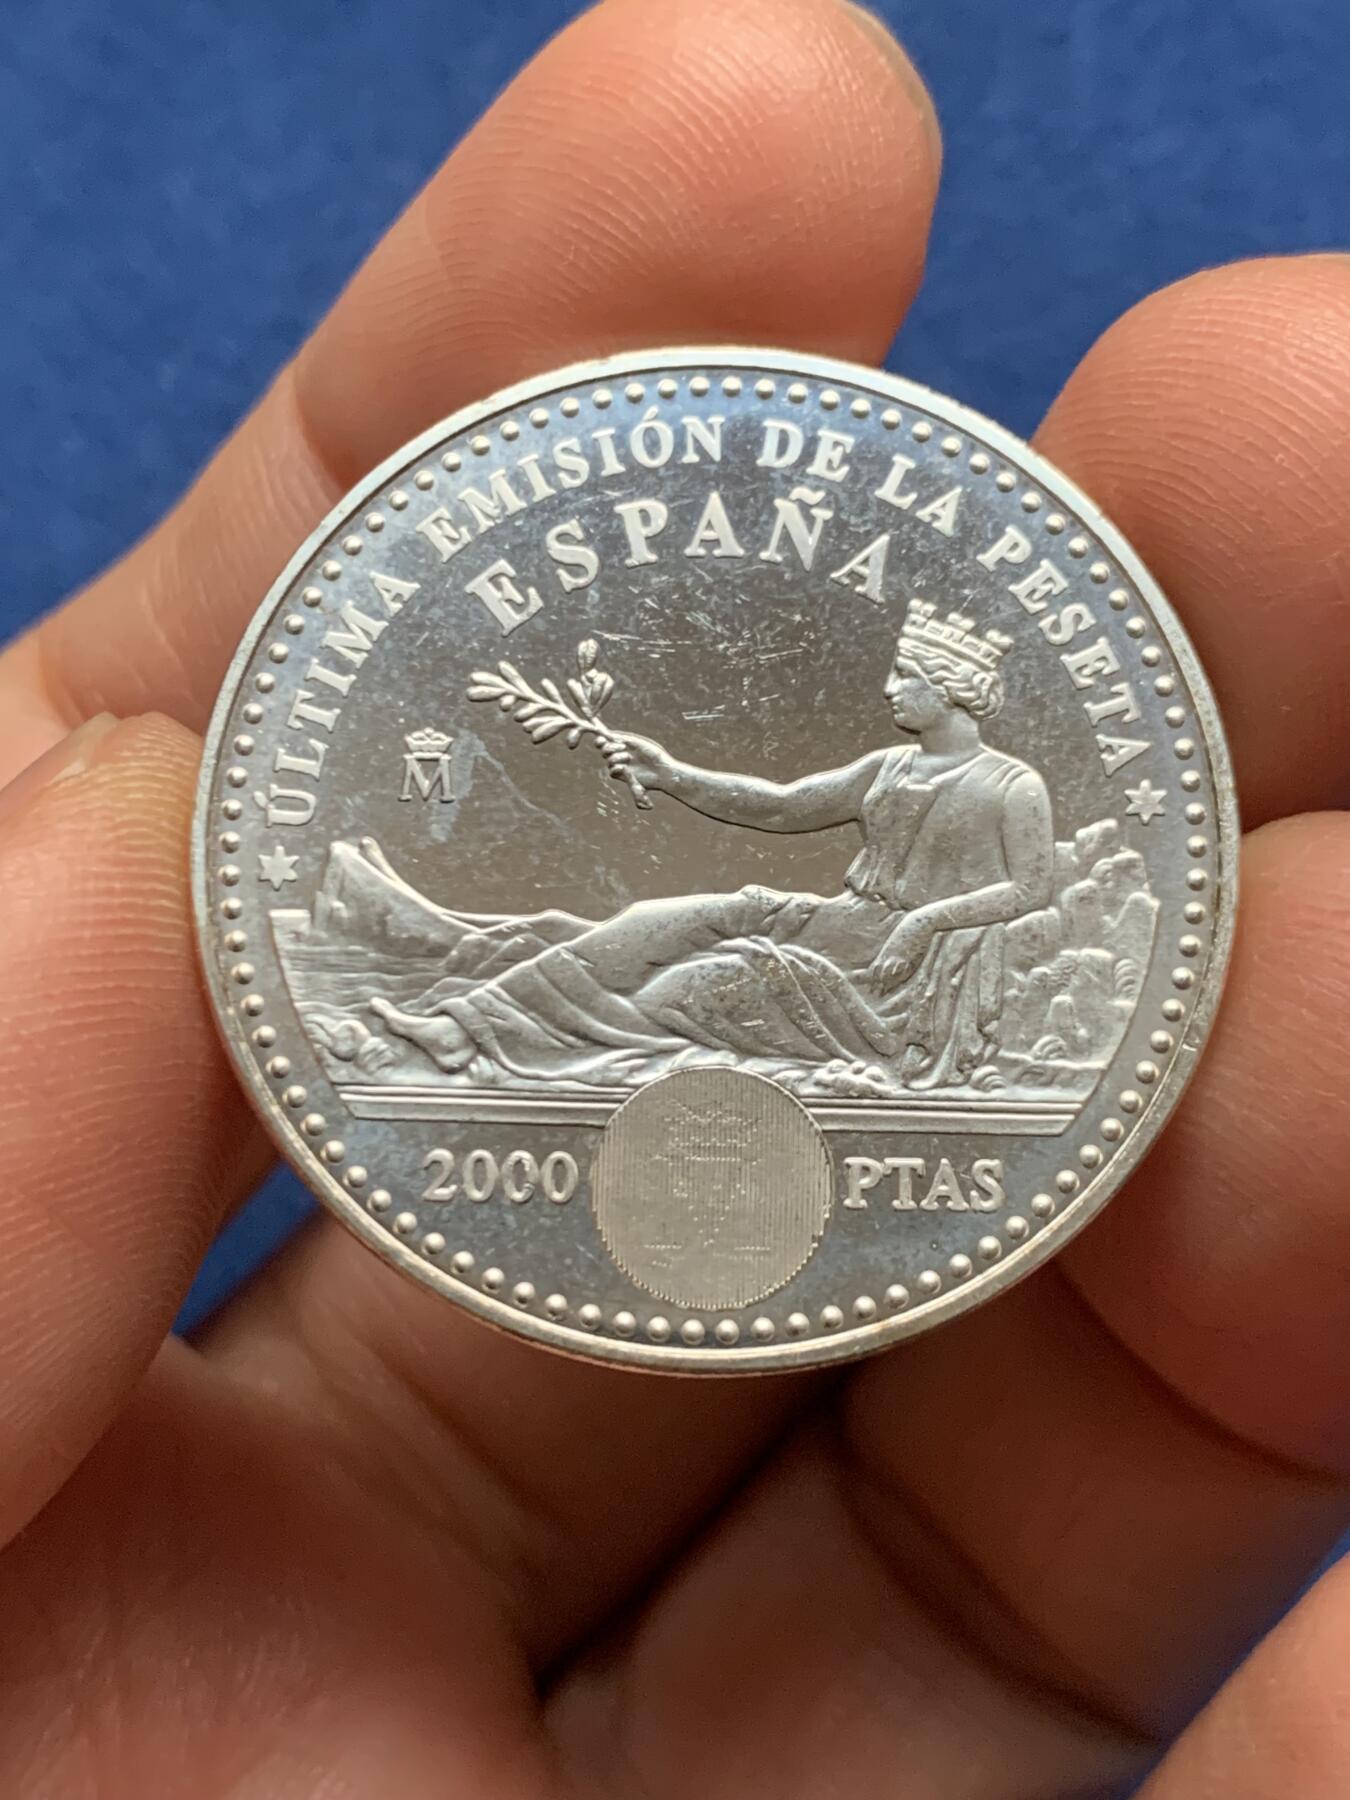 ÚLTIMA EMISIÓN DE LA PESETA
ESPAÑA
M
2000 PTAS